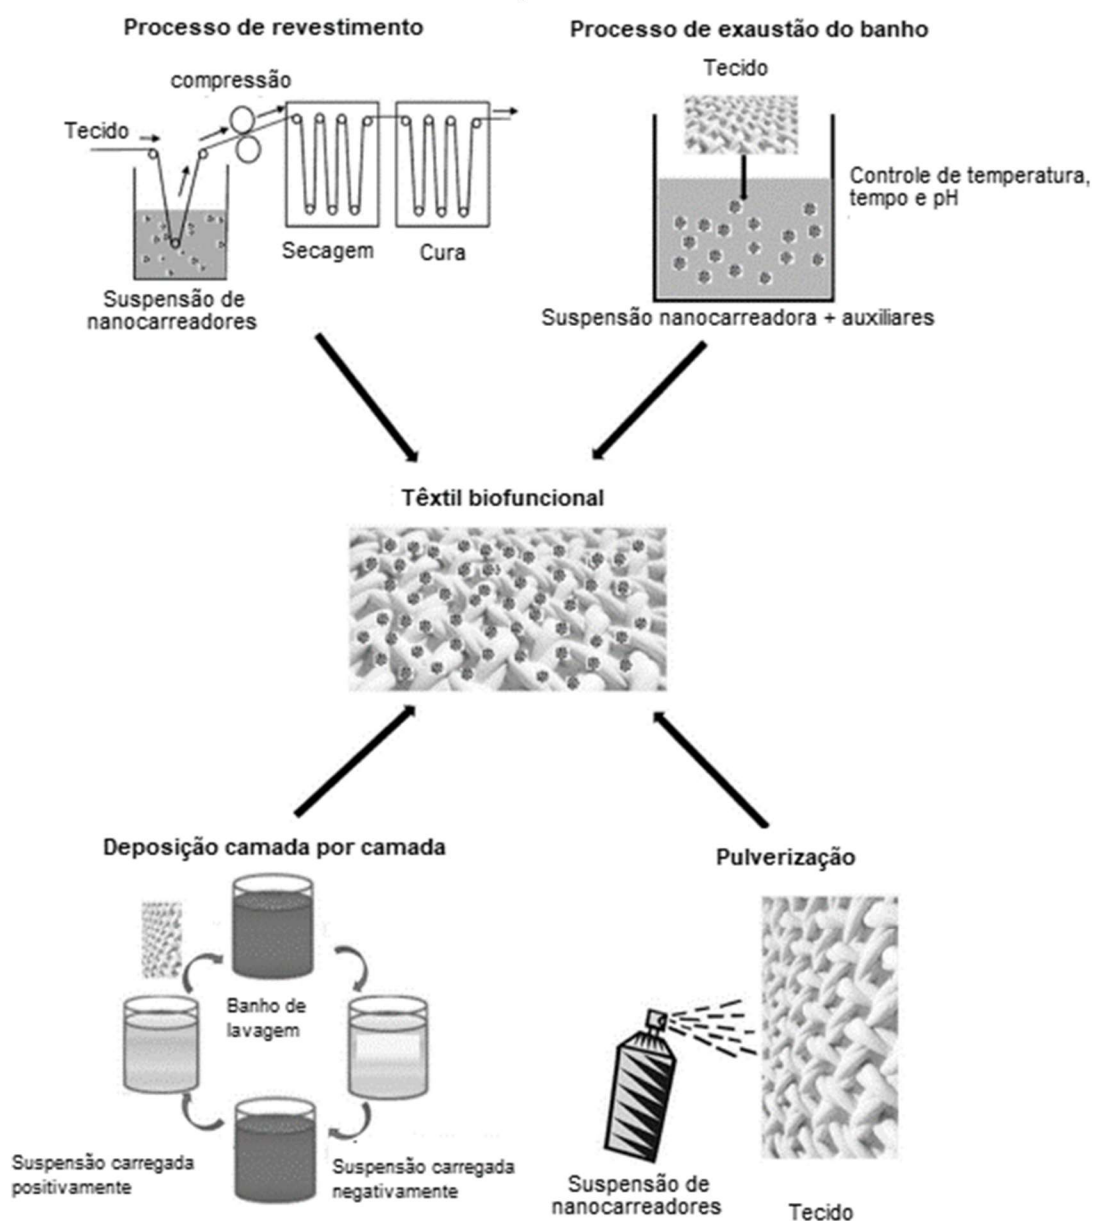 Processo de revestimento
compressão
Tecido
Secagem
Cura
Suspensão de
nanocarreadores
Processo de exaustão do banho
Tecido
Controle de temperatura,
tempo e pH
Suspensão nanocarreadora + auxiliares
Têxtil biofuncional
Deposição camada por camada
Banho de
lavagem
Suspensão carregada
positivamente
Suspensão carregada
negativamente
Pulverização
Suspensão de
nanocarreadores
Tecido